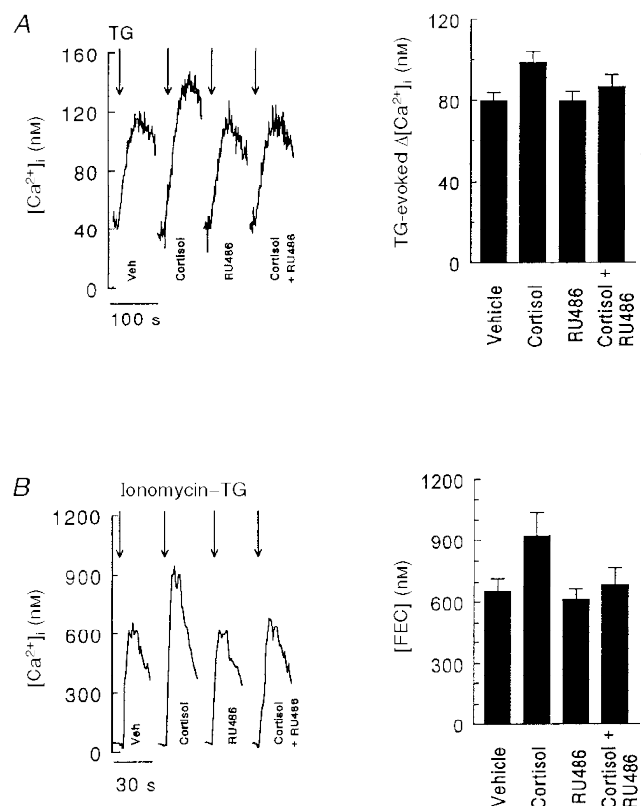 A
TG
160
120
80
40
0
[Ca2+]i (nM)
Veh
Cortisol
RU486
Cortisol
+ RU486
100 s
120
80
40
0
TG-evoked Δ[Ca2+]i (nM)
Vehicle
Cortisol
RU486
Cortisol +
RU486
B
Ionomycin–TG
1200
900
600
300
0
[Ca2+]i (nM)
Veh
Cortisol
RU486
Cortisol
+ RU486
30 s
1200
900
600
300
0
[FEC] (nM)
Vehicle
Cortisol
RU486
Cortisol +
RU486